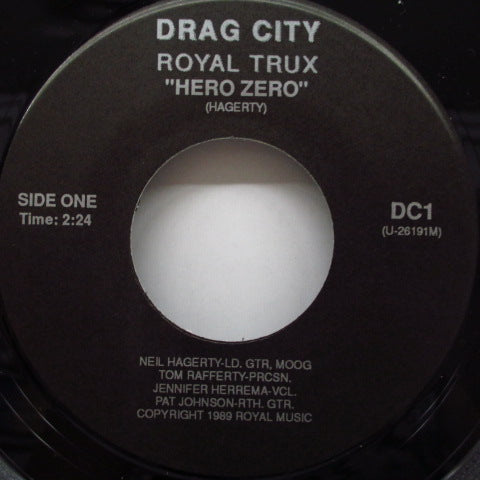 DRAG CITY
ROYAL TRUX
"HERO ZERO"
(HAGERTY)
SIDE ONE
Time: 2:24
DC1
(U-26191M)
NEIL HAGERTY-LD. GTR, MOOG
TOM RAFFERTY-PRCSN.
JENNIFER HERREMA-VCL.
PAT JOHNSON-RTH. GTR.
COPYRIGHT 1989 ROYAL MUSIC